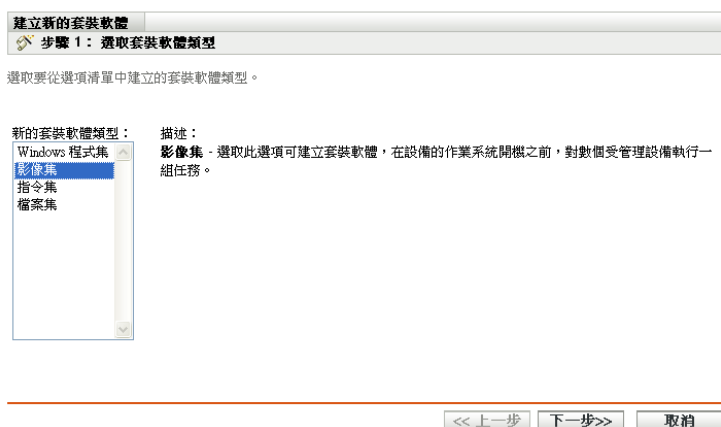 建立新的套裝軟體
步驟 1： 選取套裝軟體類型
選取要從選項清單中建立的套裝軟體類型。
新的套裝軟體類型：
Windows 程式集
影像集
指令集
檔案集
描述：
影像集 - 選取此選項可建立套裝軟體，在設備的作業系統開機之前，對數個受管理設備執行一
組任務。
<< 上一步 下一步>> 取消